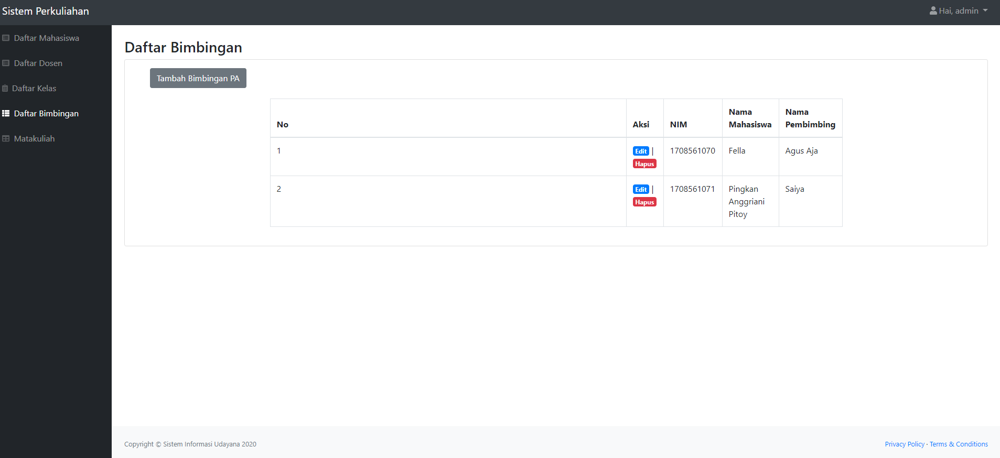 Sistem Perkuliahan
Hai, admin
Daftar Mahasiswa
Daftar Dosen
Daftar Kelas
Daftar Bimbingan
Matakuliah
Daftar Bimbingan
Tambah Bimbingan PA
No Aksi NIM Nama Mahasiswa Nama Pembimbing
1 Edit | Hapus 1708561070 Fella Agus Aja
2 Edit | Hapus 1708561071 Pingkan Anggriani Pitoy Saiya
Copyright © Sistem Informasi Udayana 2020
Privacy Policy · Terms & Conditions